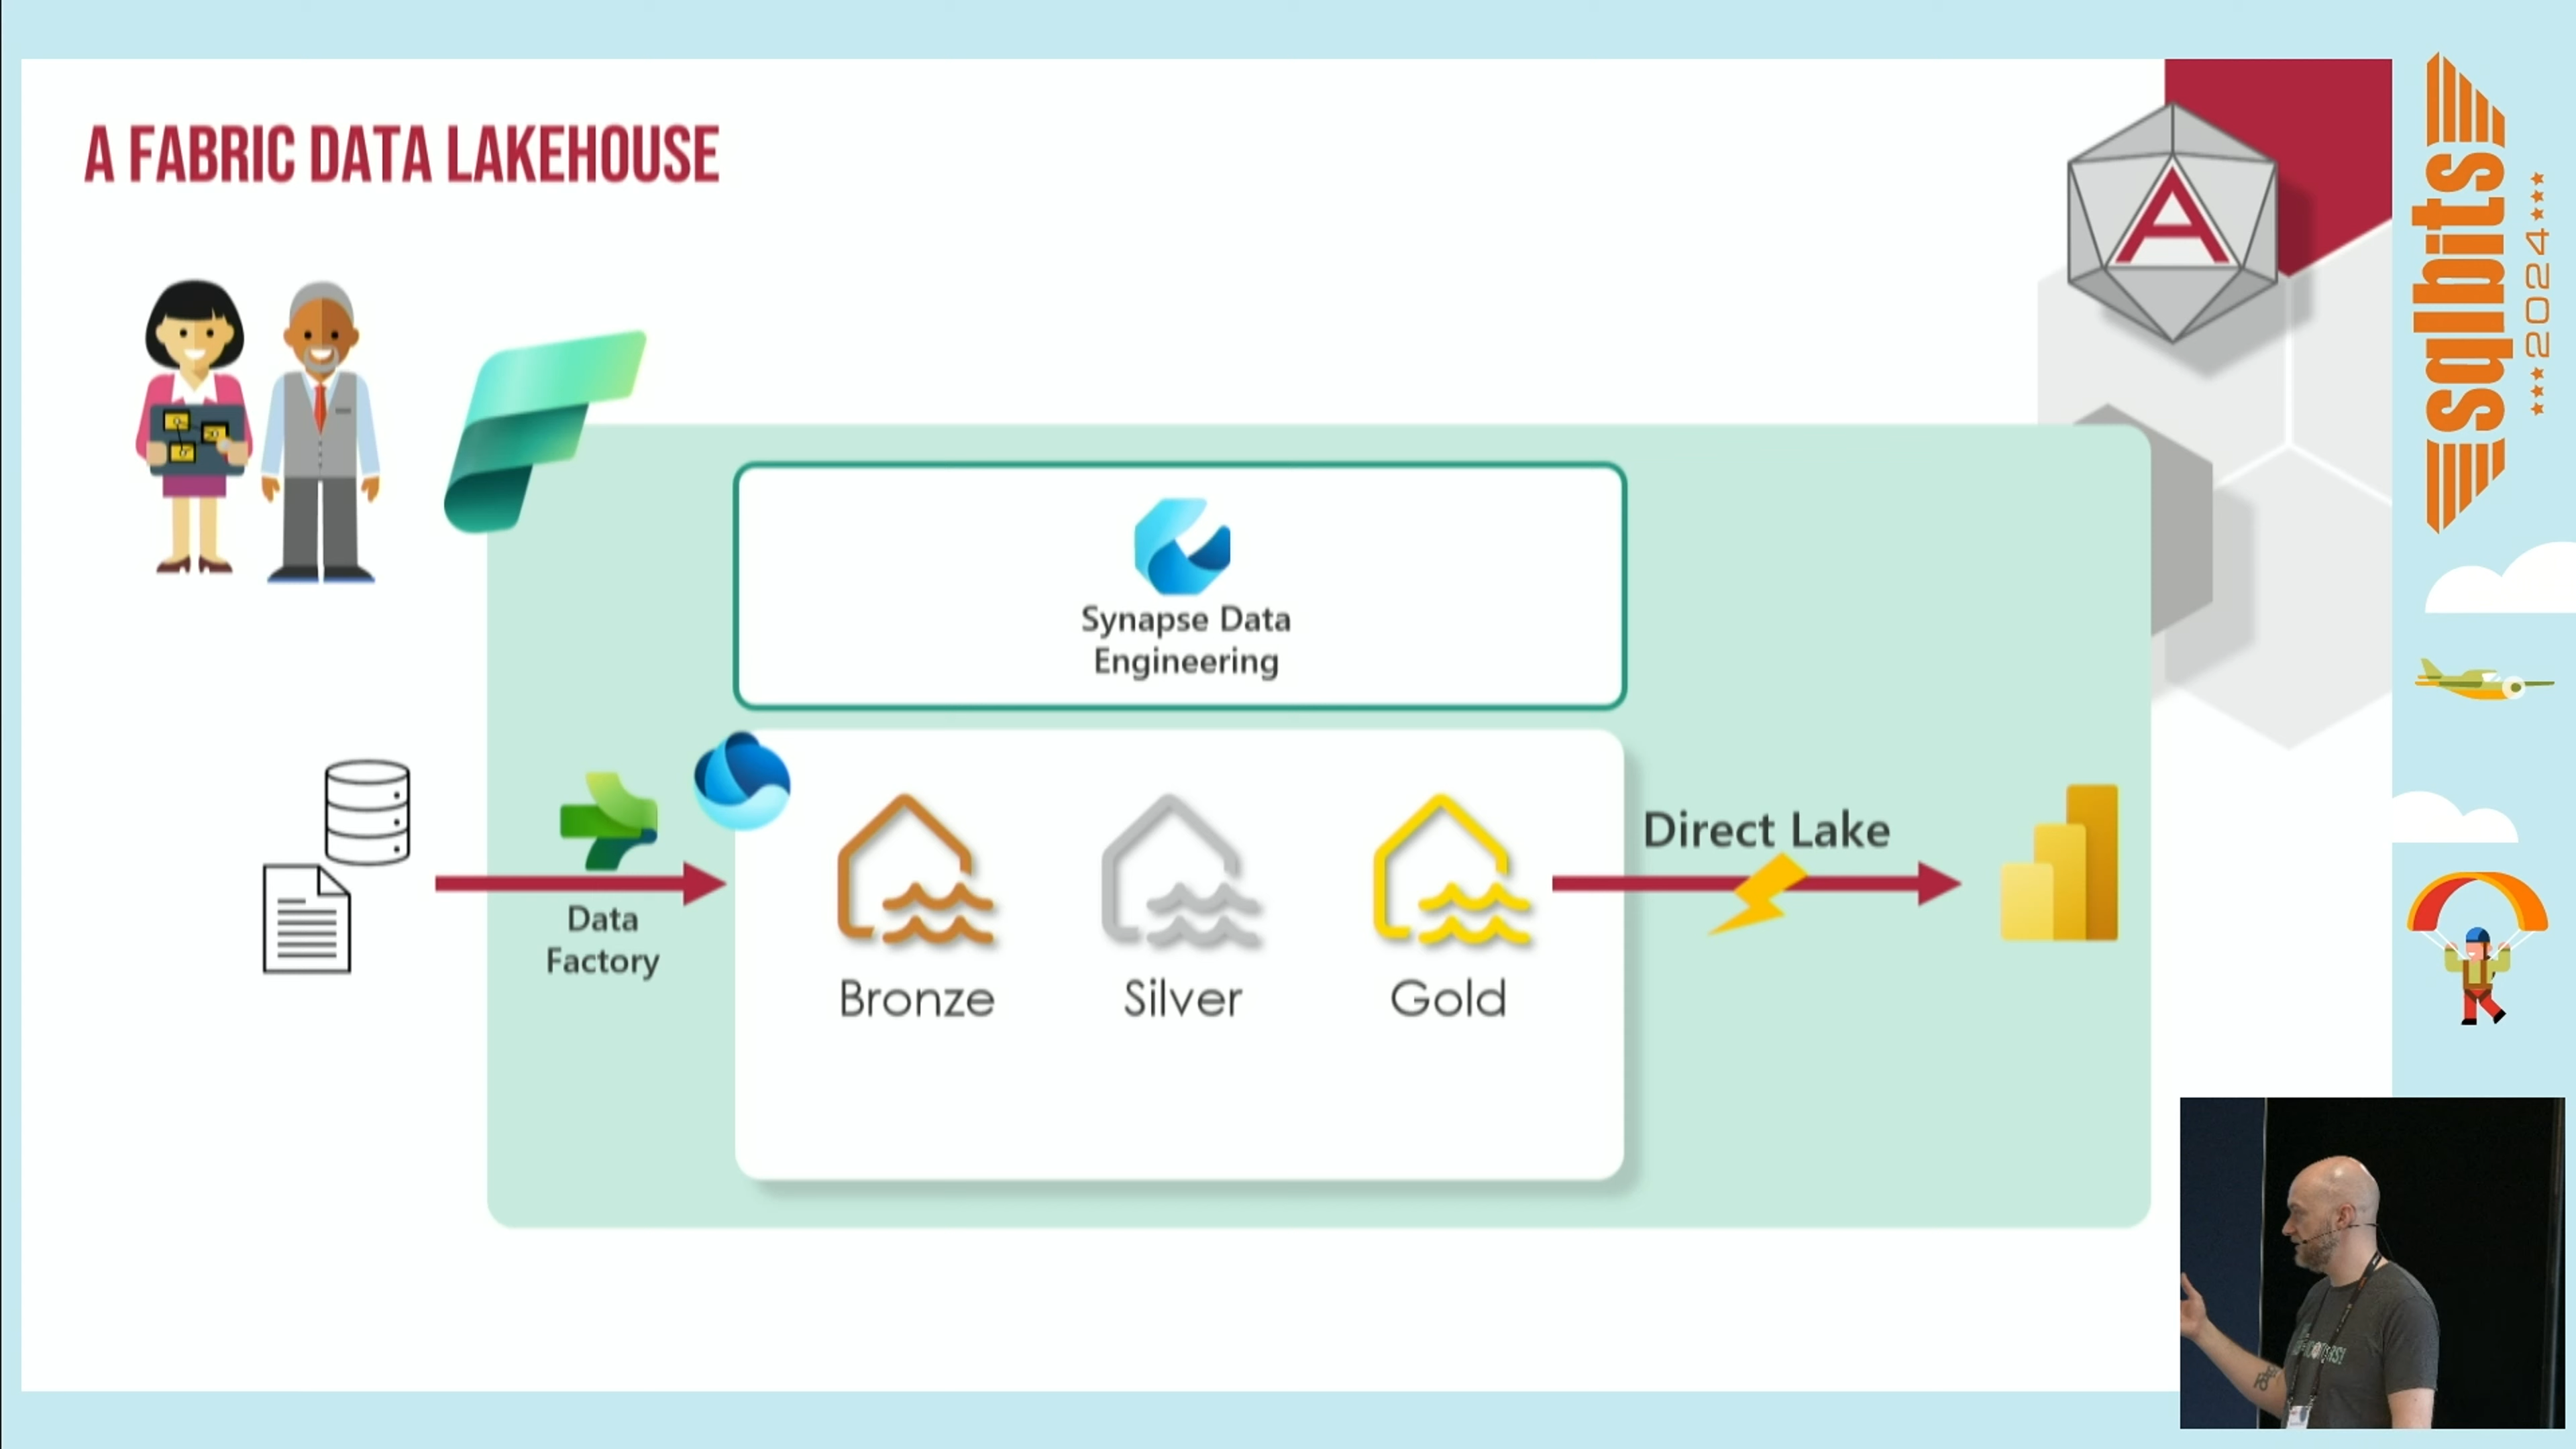 A FABRIC DATA LAKEHOUSE
A
sqlbits
2024
Synapse Data
Engineering
Data
Factory
Direct Lake
Bronze
Silver
Gold